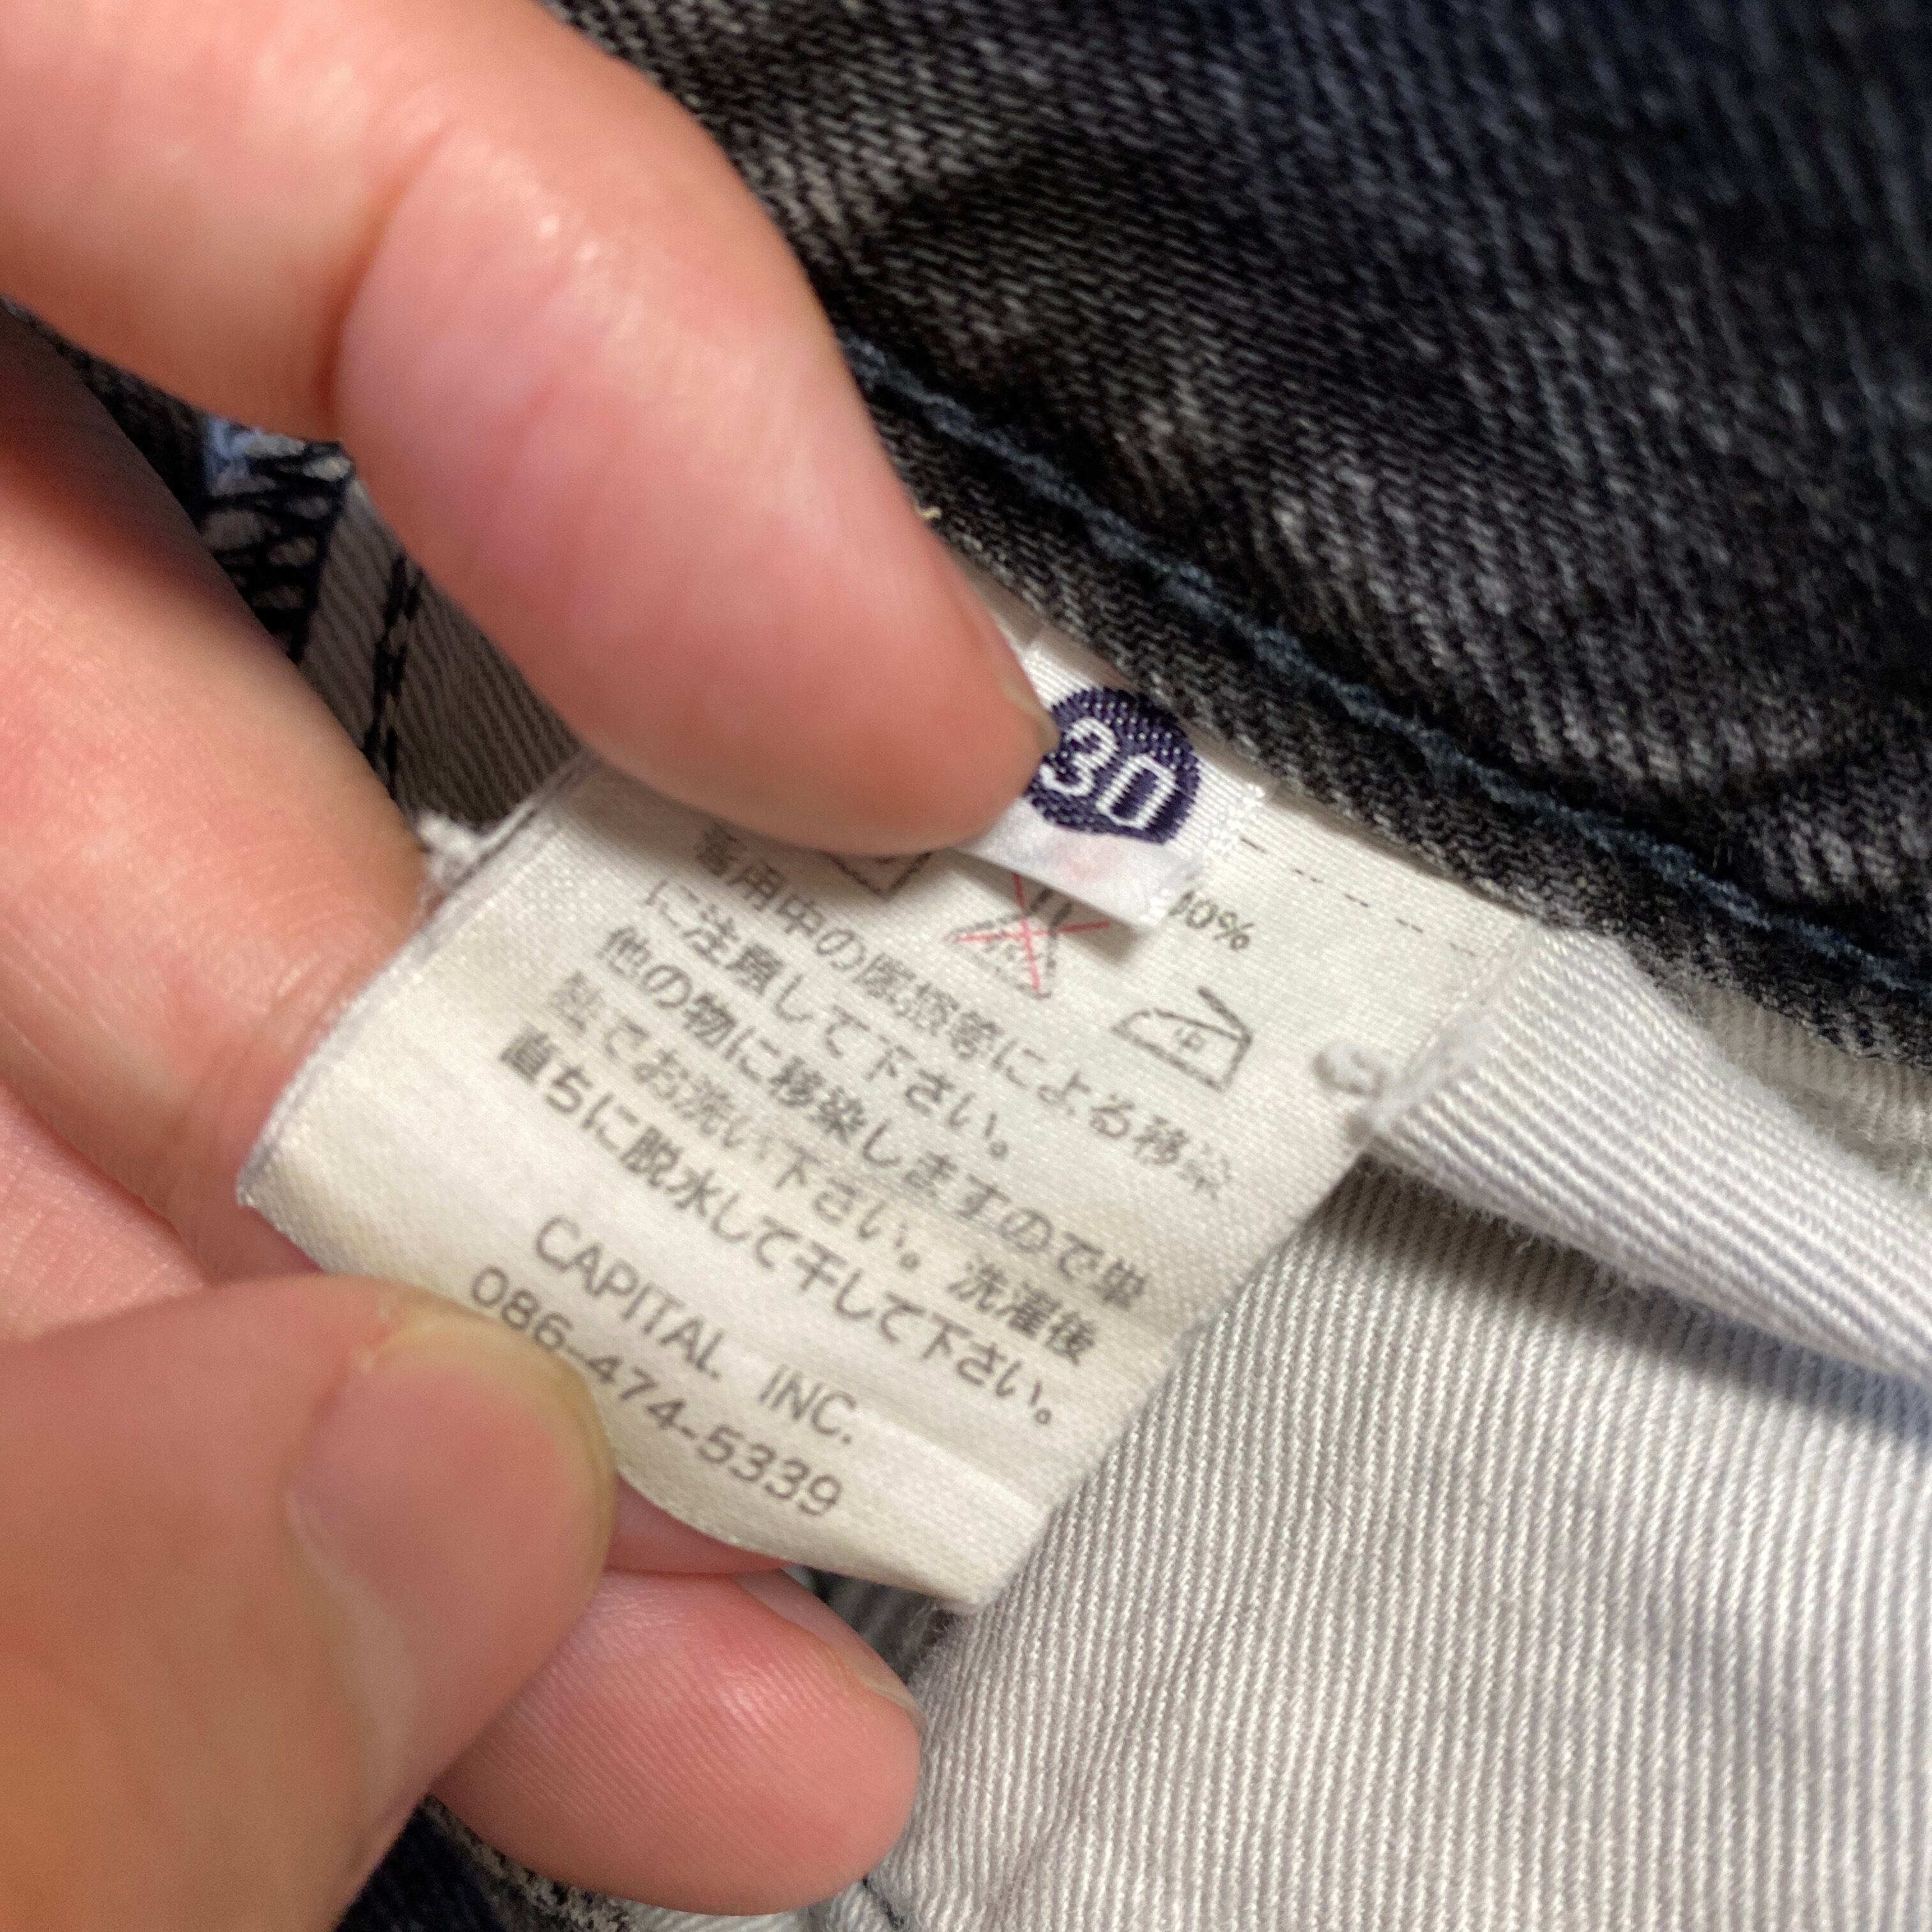 30
00%
中
着用中の摩擦等による移染
に注意して下さい。
他の物に移染しますので単
独でお洗い下さい。洗濯後
直ちに脱水して干して下さい。
CAPITAL INC.
086-474-5339